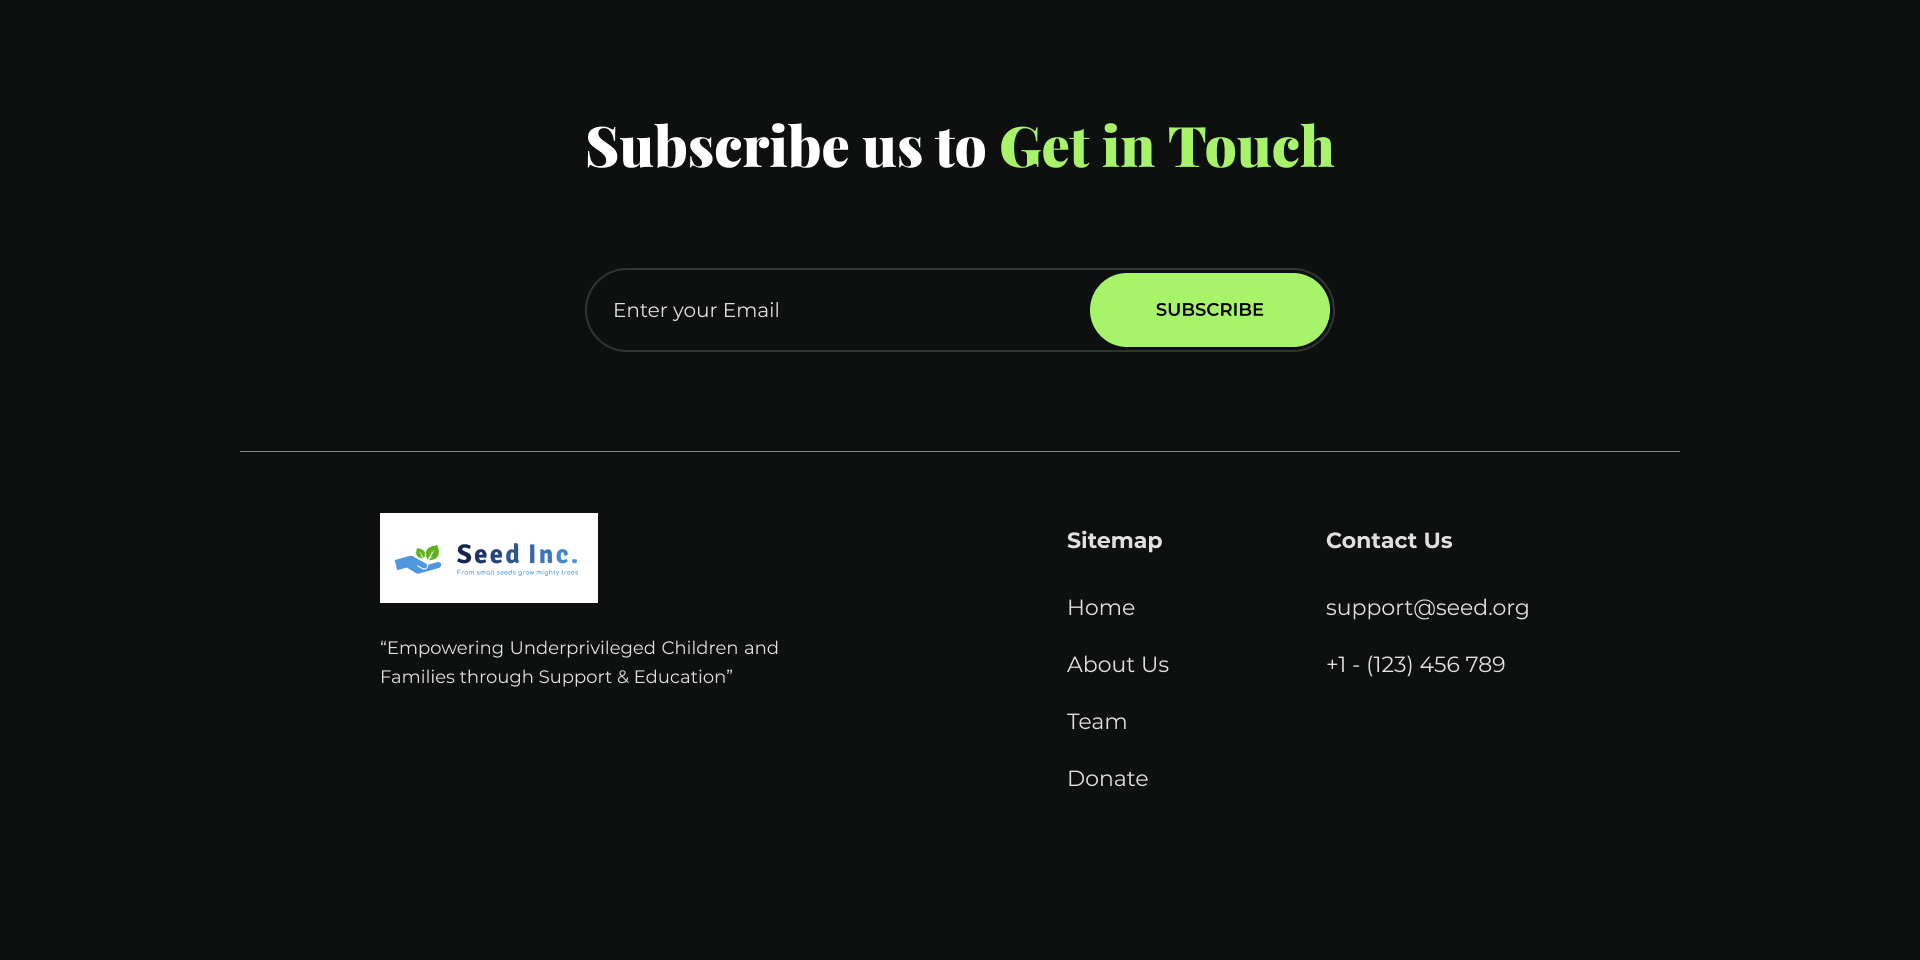 Subscribe us to Get in Touch
Enter your Email
SUBSCRIBE
Seed Inc.
From small seeds grow mighty trees
“Empowering Underprivileged Children and
Families through Support & Education”
Sitemap
Home
About Us
Team
Donate
Contact Us
support@seed.org
+1 - (123) 456 789